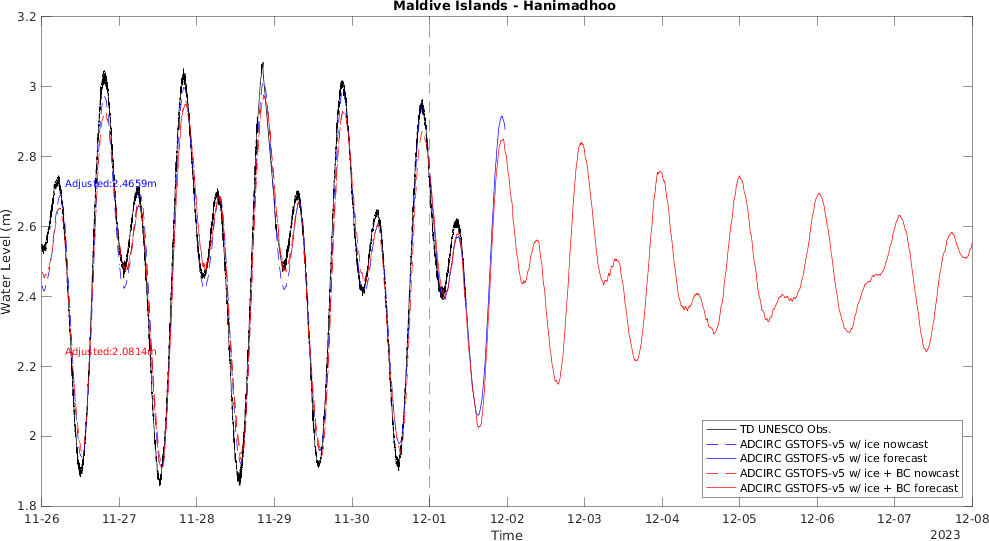 Maldive Islands - Hanimadhoo
3.2
3
2.8
2.6
2.4
2.2
2
1.8
Water Level (m)
Adjusted:2.4659m
Adjusted:2.0814m
TD UNESCO Obs.
ADCIRC GSTOFS-v5 w/ ice nowcast
ADCIRC GSTOFS-v5 w/ ice forecast
ADCIRC GSTOFS-v5 w/ ice + BC nowcast
ADCIRC GSTOFS-v5 w/ ice + BC forecast
11-26 11-27 11-28 11-29 11-30 12-01 12-02 12-03 12-04 12-05 12-06 12-07 12-08
Time
2023